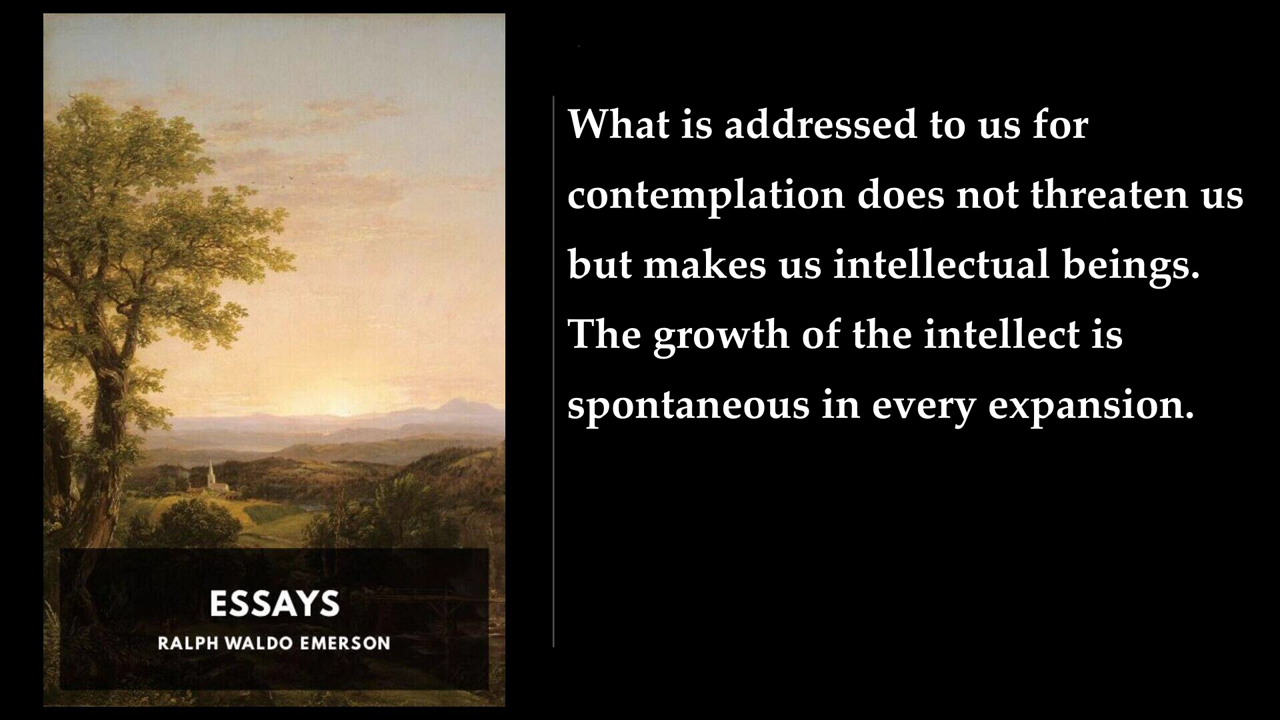 What is addressed to us for
contemplation does not threaten us
but makes us intellectual beings.
The growth of the intellect is
spontaneous in every expansion.
ESSAYS
RALPH WALDO EMERSON